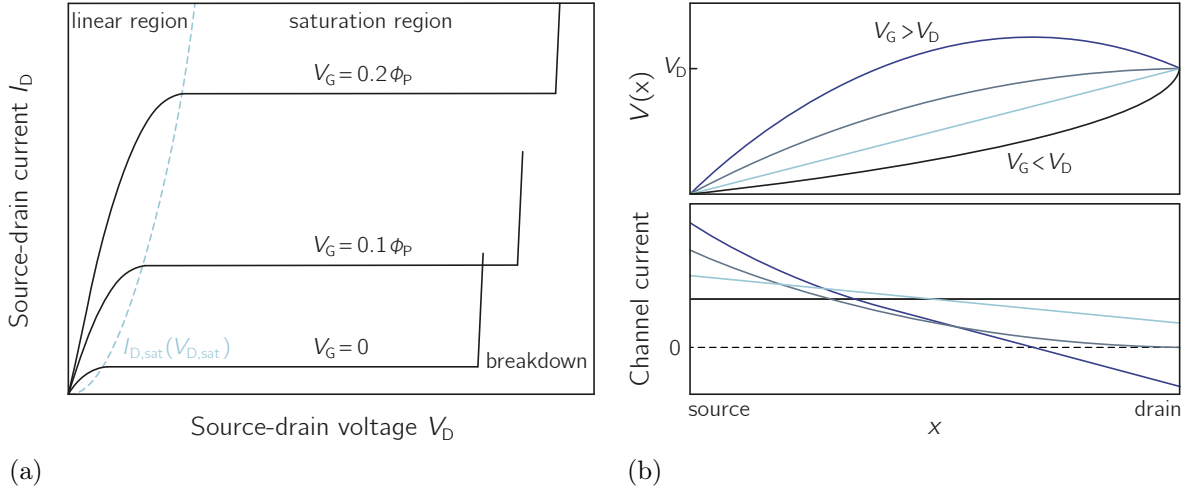 linear region
saturation region
V_G = 0.2 ϕ_P
V_G = 0.1 ϕ_P
I_D,sat(V_D,sat)
V_G = 0
breakdown
Source-drain current I_D
Source-drain voltage V_D
(a)
V_G > V_D
V_D
V(x)
V_G < V_D
Channel current
0
source
drain
x
(b)